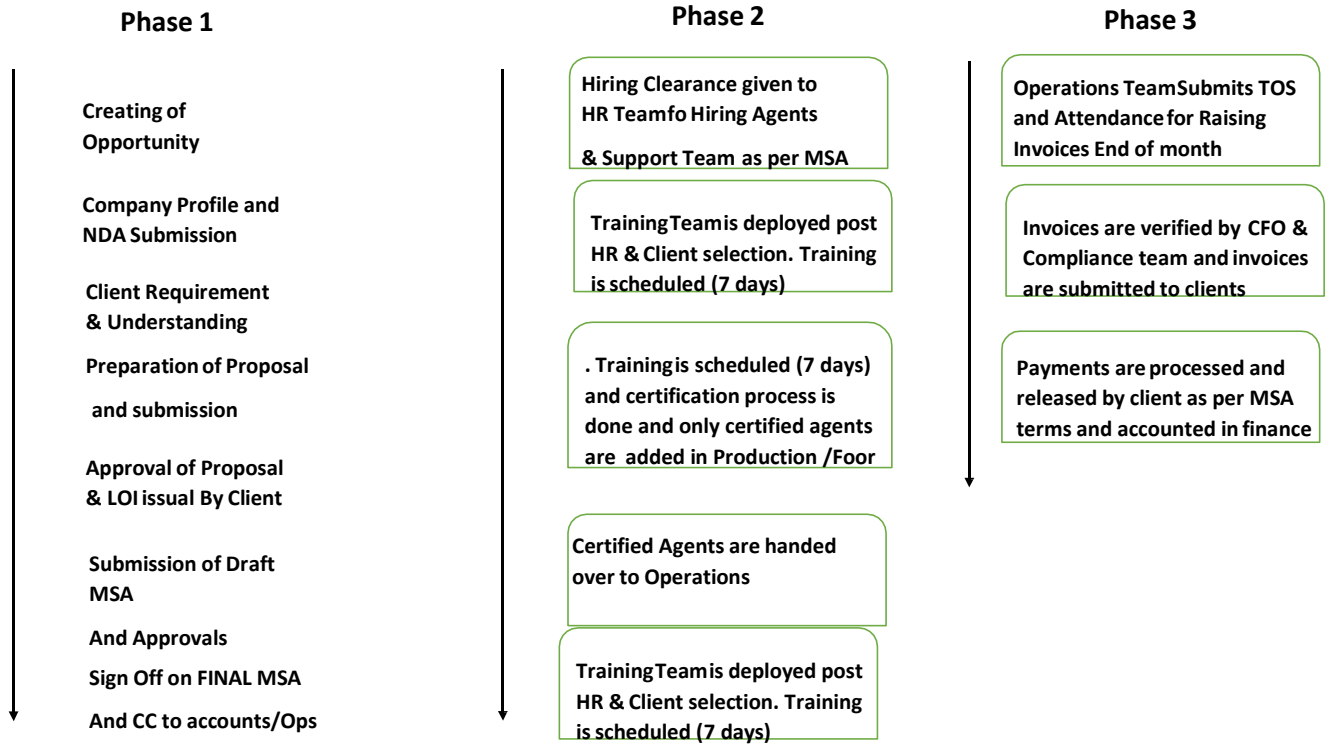 Phase 1
Creating of
Opportunity
Company Profile and
NDA Submission
Client Requirement
& Understanding
Preparation of Proposal
and submission
Approval of Proposal
& LOI issual By Client
Submission of Draft
MSA
And Approvals
Sign Off on FINAL MSA
And CC to accounts/Ops
Phase 2
Hiring Clearance given to
HR Teamfo Hiring Agents
& Support Team as per MSA
TrainingTeamis deployed post
HR & Client selection. Training
is scheduled (7 days)
. Trainingis scheduled (7 days)
and certification process is
done and only certified agents
are added in Production /Foor
Certified Agents are handed
over to Operations
TrainingTeamis deployed post
HR & Client selection. Training
is scheduled (7 days)
Phase 3
Operations TeamSubmits TOS
and Attendancefor Raising
Invoices End of month
Invoices are verified by CFO &
Compliance team and invoices
are submitted to clients
Payments are processed and
released by client as per MSA
terms and accounted in finance